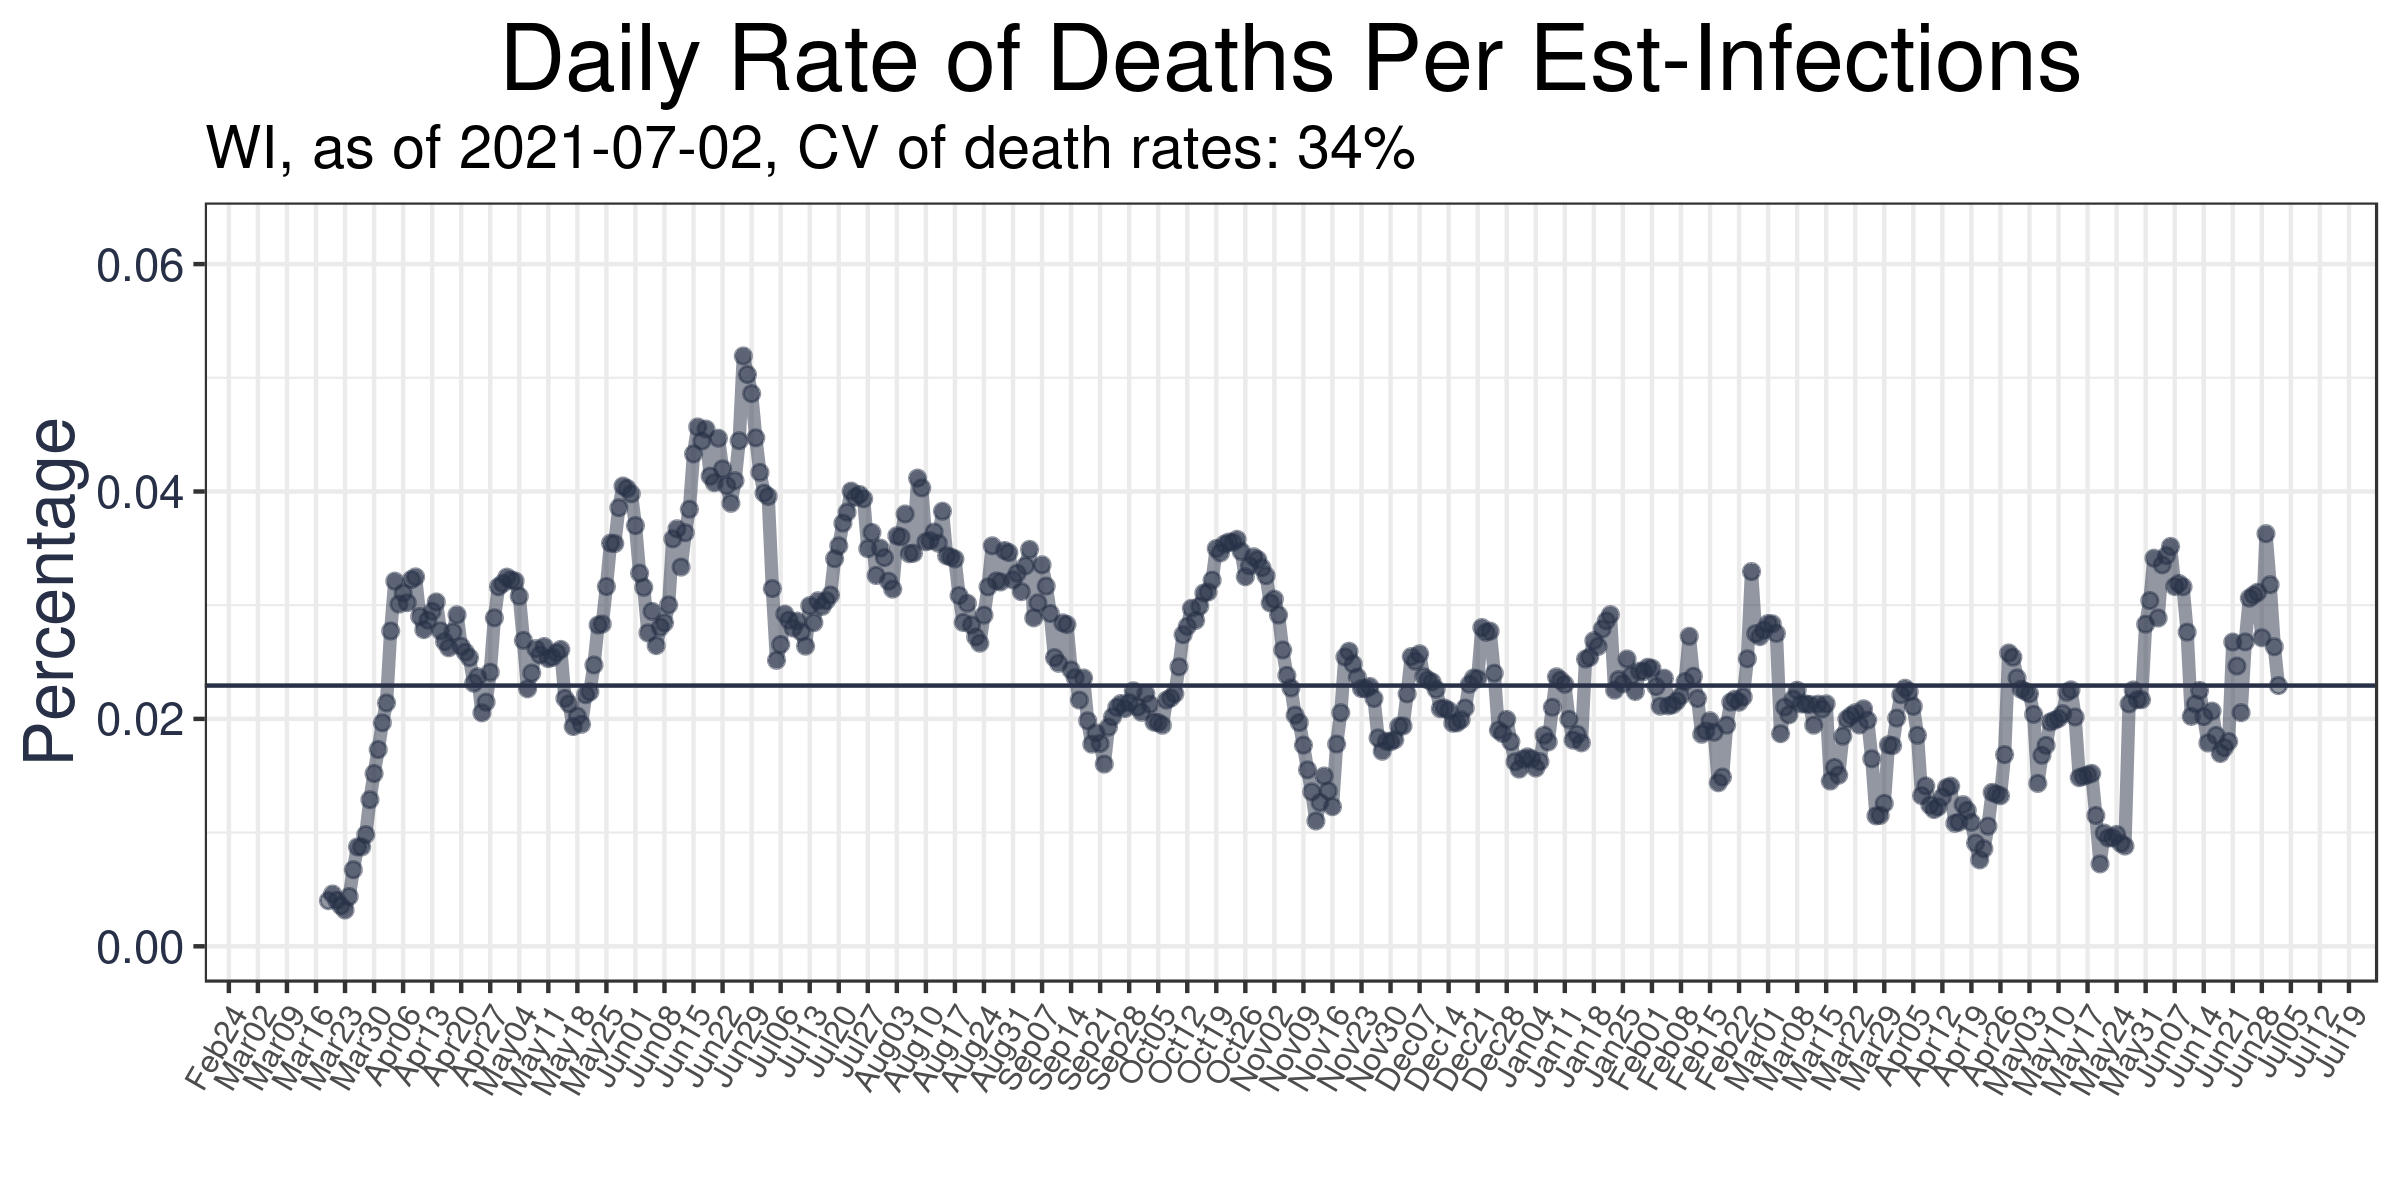 Daily Rate of Deaths Per Est-Infections
WI, as of 2021-07-02, CV of death rates: 34%
Percentage
0.06
0.04
0.02
0.00
Feb24
Mar02
Mar09
Mar16
Mar23
Mar30
Apr06
Apr13
Apr20
Apr27
May04
May11
May18
May25
Jun01
Jun08
Jun15
Jun22
Jun29
Jul06
Jul13
Jul20
Jul27
Aug03
Aug10
Aug17
Aug24
Aug31
Sep07
Sep14
Sep21
Sep28
Oct05
Oct12
Oct19
Oct26
Nov02
Nov09
Nov16
Nov23
Nov30
Dec07
Dec14
Dec21
Dec28
Jan04
Jan11
Jan18
Jan25
Feb01
Feb08
Feb15
Feb22
Mar01
Mar08
Mar15
Mar22
Mar29
Apr05
Apr12
Apr19
Apr26
May03
May10
May17
May24
May31
Jun07
Jun14
Jun21
Jun28
Jul05
Jul12
Jul19